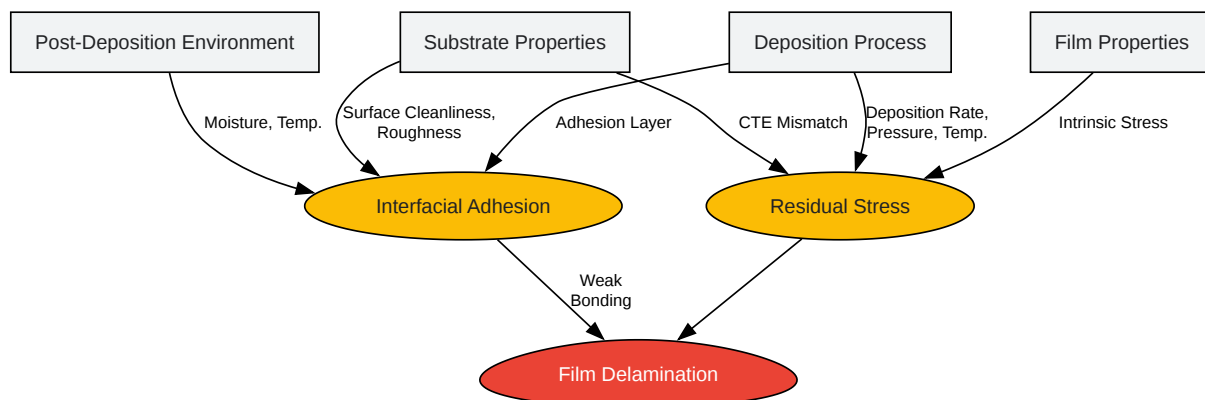 Post-Deposition Environment
Substrate Properties
Deposition Process
Film Properties
Moisture, Temp.
Surface Cleanliness,
Roughness
Adhesion Layer
CTE Mismatch
Deposition Rate,
Pressure, Temp.
Intrinsic Stress
Interfacial Adhesion
Residual Stress
Weak
Bonding
Film Delamination